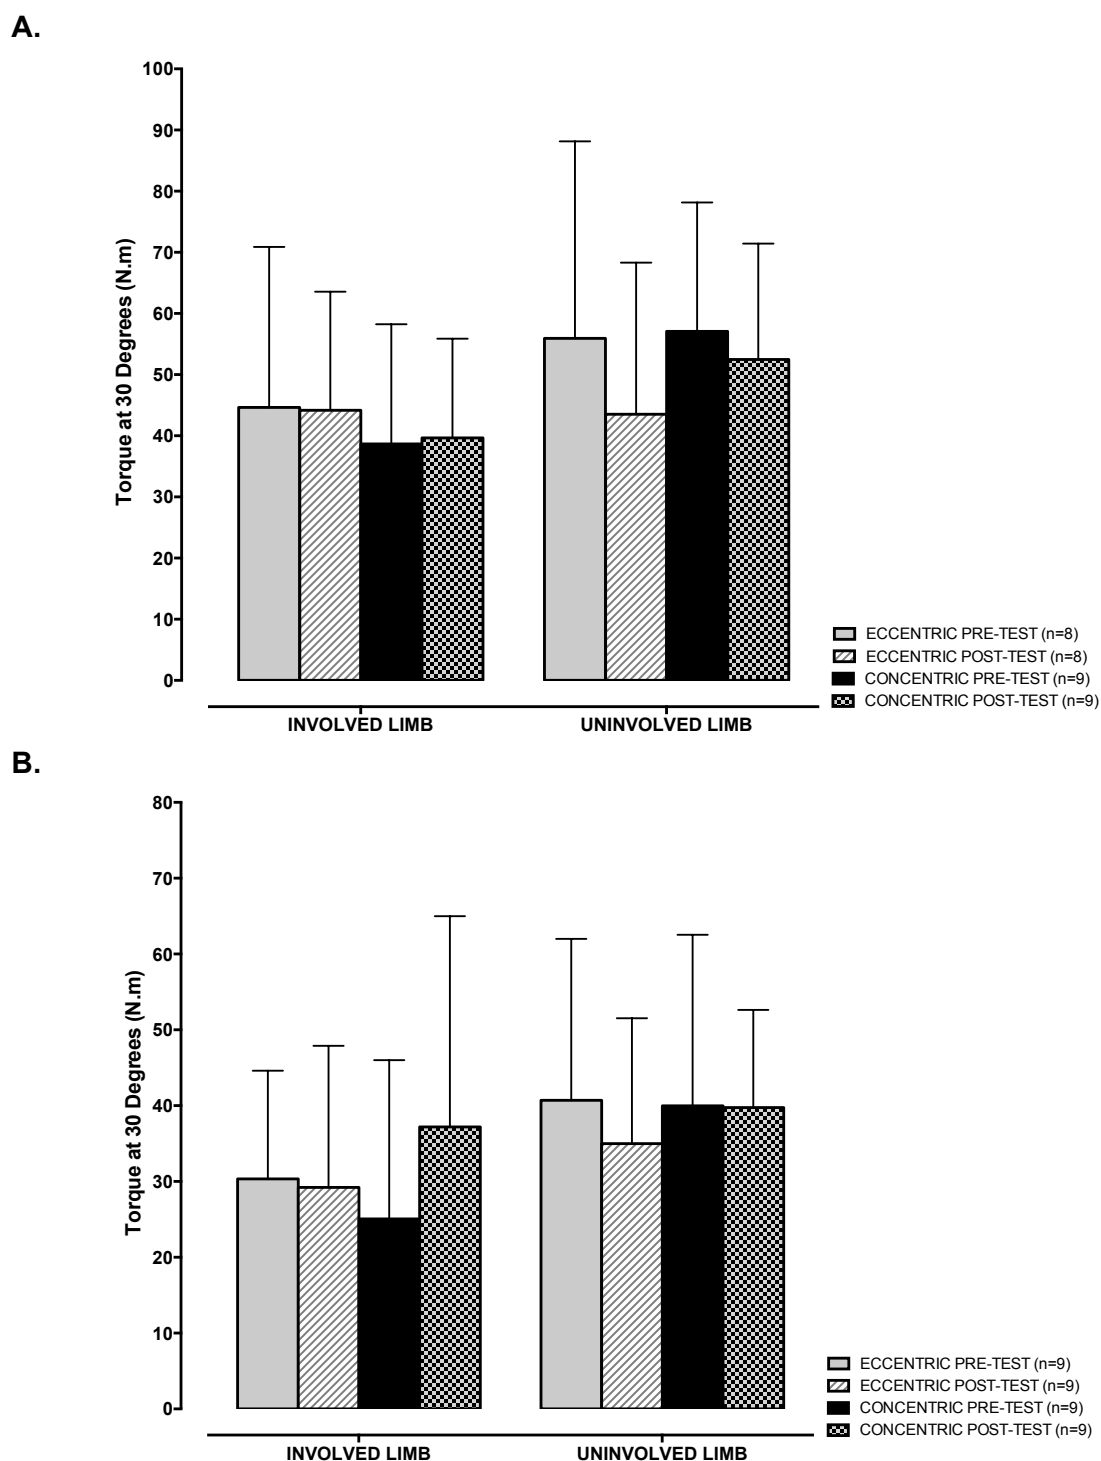 A.
100
90
80
70
60
50
40
30
20
10
0
Torque at 30 Degrees (N.m)
INVOLVED LIMB
UNINVOLVED LIMB
ECCENTRIC PRE-TEST (n=8)
ECCENTRIC POST-TEST (n=8)
CONCENTRIC PRE-TEST (n=9)
CONCENTRIC POST-TEST (n=9)
B.
80
70
60
50
40
30
20
10
0
Torque at 30 Degrees (N.m)
INVOLVED LIMB
UNINVOLVED LIMB
ECCENTRIC PRE-TEST (n=9)
ECCENTRIC POST-TEST (n=9)
CONCENTRIC PRE-TEST (n=9)
CONCENTRIC POST-TEST (n=9)